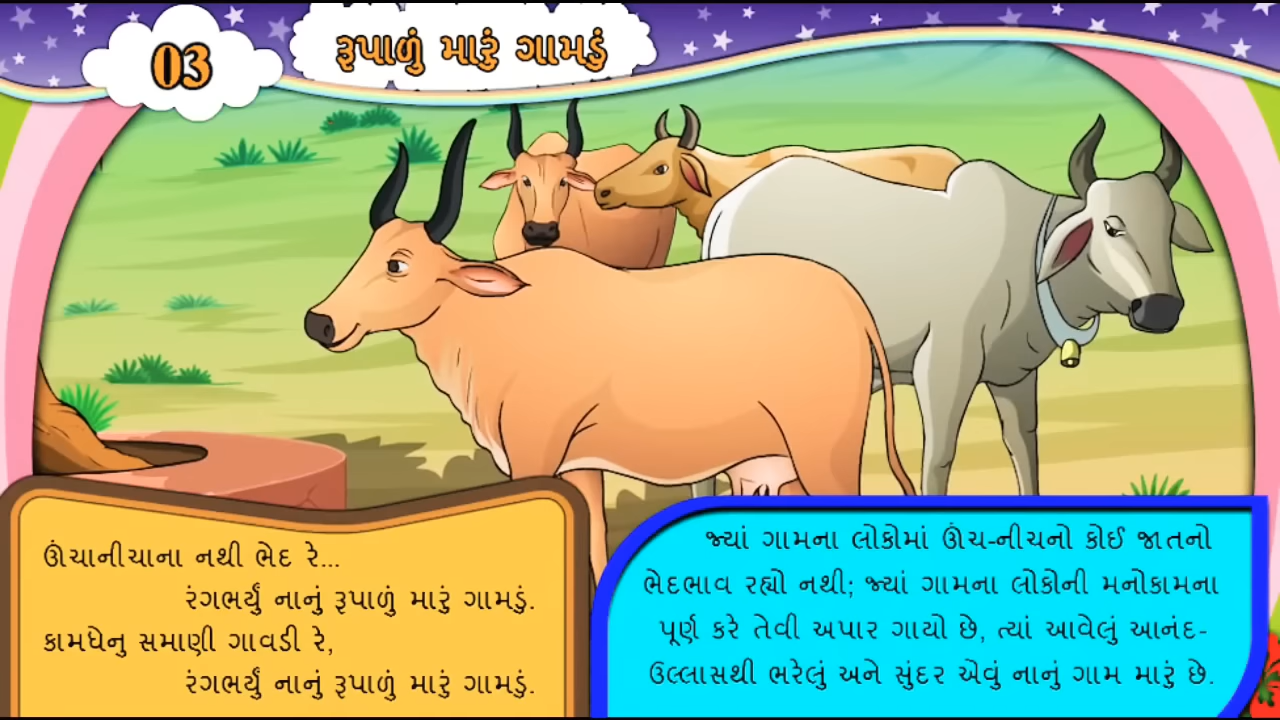 03
રૂપાળું મારું ગામડું
ઊંચાનીચાના નથી ભેદ રે...
રંગભર્યું નાનું રૂપાળું મારું ગામડું.
કામધેનુ સમાણી ગાવડી રે,
રંગભર્યું નાનું રૂપાળું મારું ગામડું.
જ્યાં ગામના લોકોમાં ઊંચ-નીચનો કોઈ જાતનો
ભેદભાવ રહ્યો નથી; જ્યાં ગામના લોકોની મનોકામના
પૂર્ણ કરે તેવી અપાર ગાયો છે, ત્યાં આવેલું આનંદ-
ઉલ્લાસથી ભરેલું અને સુંદર એવું નાનું ગામ મારું છે.